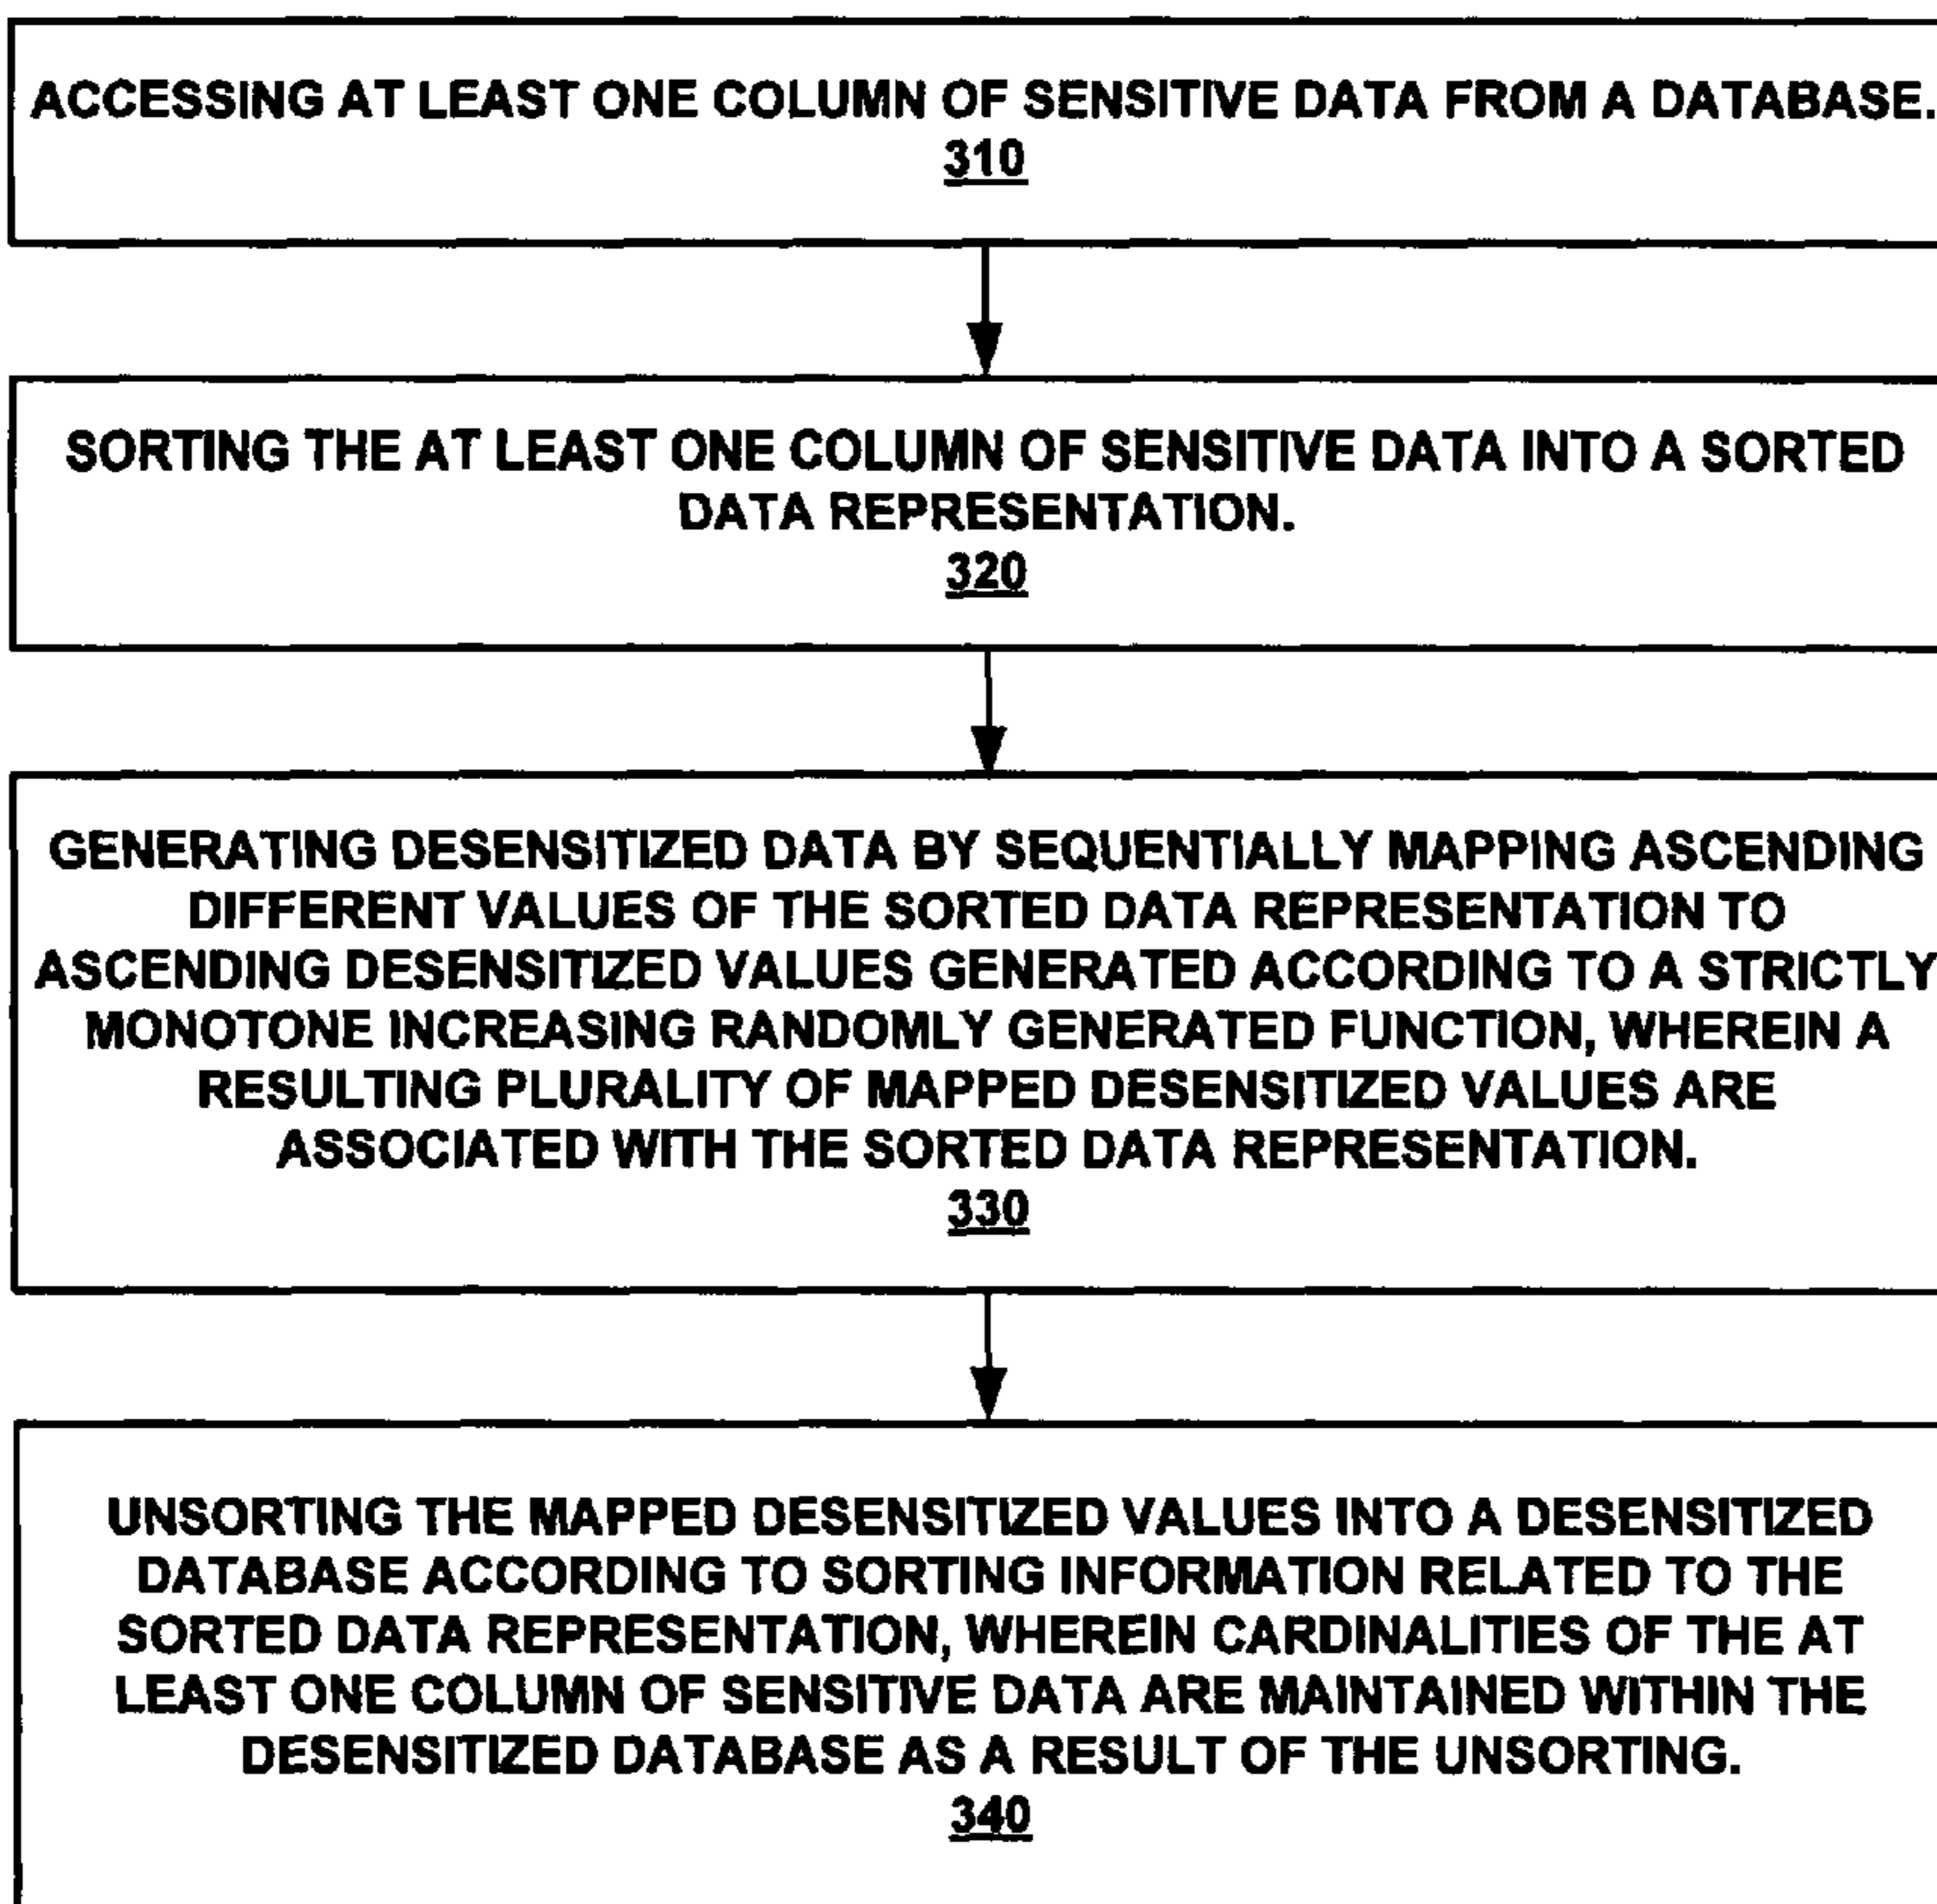 ACCESSING AT LEAST ONE COLUMN OF SENSITIVE DATA FROM A DATABASE.
310
SORTING THE AT LEAST ONE COLUMN OF SENSITIVE DATA INTO A SORTED
DATA REPRESENTATION.
320
GENERATING DESENSITIZED DATA BY SEQUENTIALLY MAPPING ASCENDING
DIFFERENT VALUES OF THE SORTED DATA REPRESENTATION TO
ASCENDING DESENSITIZED VALUES GENERATED ACCORDING TO A STRICTLY
MONOTONE INCREASING RANDOMLY GENERATED FUNCTION, WHEREIN A
RESULTING PLURALITY OF MAPPED DESENSITIZED VALUES ARE
ASSOCIATED WITH THE SORTED DATA REPRESENTATION.
330
UNSORTING THE MAPPED DESENSITIZED VALUES INTO A DESENSITIZED
DATABASE ACCORDING TO SORTING INFORMATION RELATED TO THE
SORTED DATA REPRESENTATION, WHEREIN CARDINALITIES OF THE AT
LEAST ONE COLUMN OF SENSITIVE DATA ARE MAINTAINED WITHIN THE
DESENSITIZED DATABASE AS A RESULT OF THE UNSORTING.
340